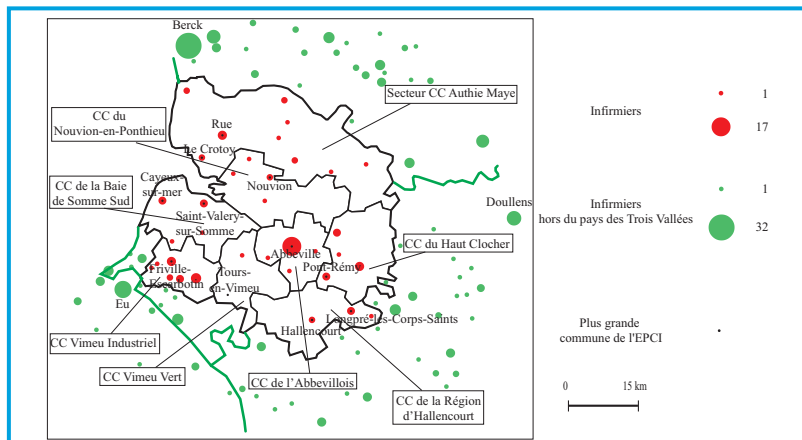 Berck
Secteur CC Authie Maye
CC du
Nouvion-en-Ponthieu
Rue
Le Crotoy
Nouvion
Cayeux-
sur-mer
CC de la Baie
de Somme Sud
Saint-Valery-
sur-Somme
Doullens
CC du Haut Clocher
Abbeville
Pont-Rémy
Friville-
Escarbotin
Tours-
en-Vimeu
Eu
Longpré-les-Corps-Saints
Hallencourt
CC Vimeu Industriel
CC Vimeu Vert
CC de l'Abbevillois
CC de la Région
d'Hallencourt
Infirmiers
1
17
Infirmiers
hors du pays des Trois Vallées
1
32
Plus grande
commune de l'EPCI
0
15 km